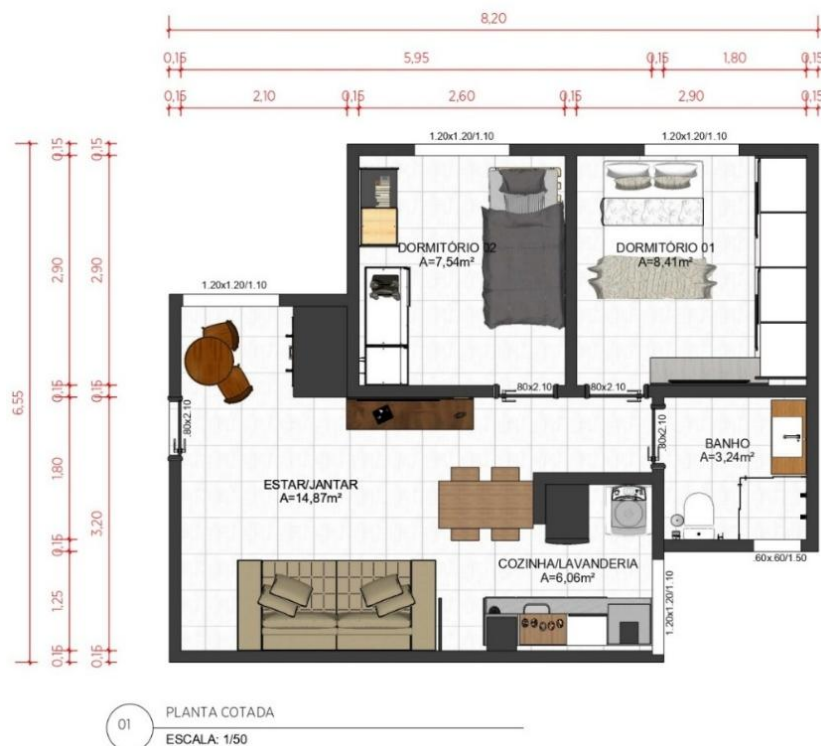 8,20
0,15 5,95 0,15 1,80 0,15
0,15 2,10 0,15 2,60 0,15 2,90 0,15
1.20x1.20/1.10 1.20x1.20/1.10
0,15 0,15
6,55
2,90 2,90
DORMITÓRIO 02
A=7,54m²
DORMITÓRIO 01
A=8,41m²
1.20x1.20/1.10
0,15 0,15
.80x2.10 .80x2.10
.80x2.10
.80x2.10
BANHO
A=3,24m²
1,80
3,20
ESTAR/JANTAR
A=14,87m²
0,15
COZINHA/LAVANDERIA
A=6,06m²
.60x.60/1.50
1,25
1.20x1.20/1.10
0,15 0,15
01
PLANTA COTADA
ESCALA: 1/50